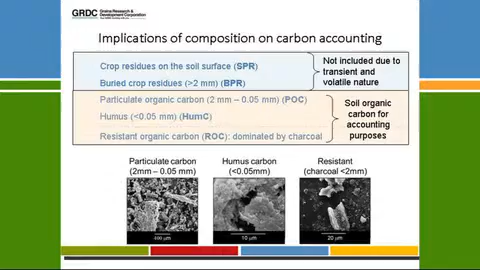 GRDC
Grains Research &
Development Corporation
Implications of composition on carbon accounting
Crop residues on the soil surface (SPR)
Buried crop residues (>2 mm) (BPR)
Not included due to
transient and
volatile nature
Particulate organic carbon (2 mm – 0.05 mm) (POC)
Humus (<0.05 mm) (HumC)
Resistant organic carbon (ROC): dominated by charcoal
Soil organic
carbon for
accounting
purposes
Particulate carbon
(2mm – 0.05 mm)
Humus carbon
(<0.05mm)
Resistant
(charcoal <2mm)
400 μm
10 μm
20 μm